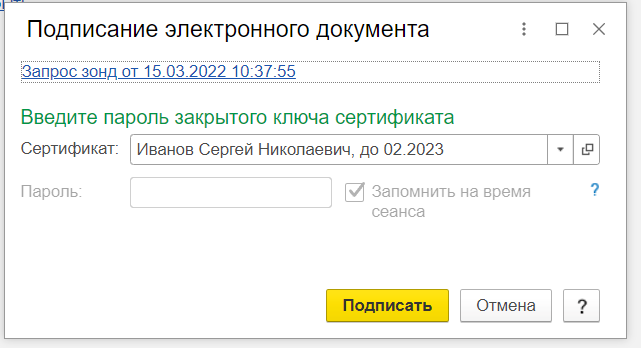 Подписание электронного документа
Запрос зонд от 15.03.2022 10:37:55
Введите пароль закрытого ключа сертификата
Сертификат: Иванов Сергей Николаевич, до 02.2023
Пароль: Запомнить на время ?
сеанса
Подписать Отмена ?